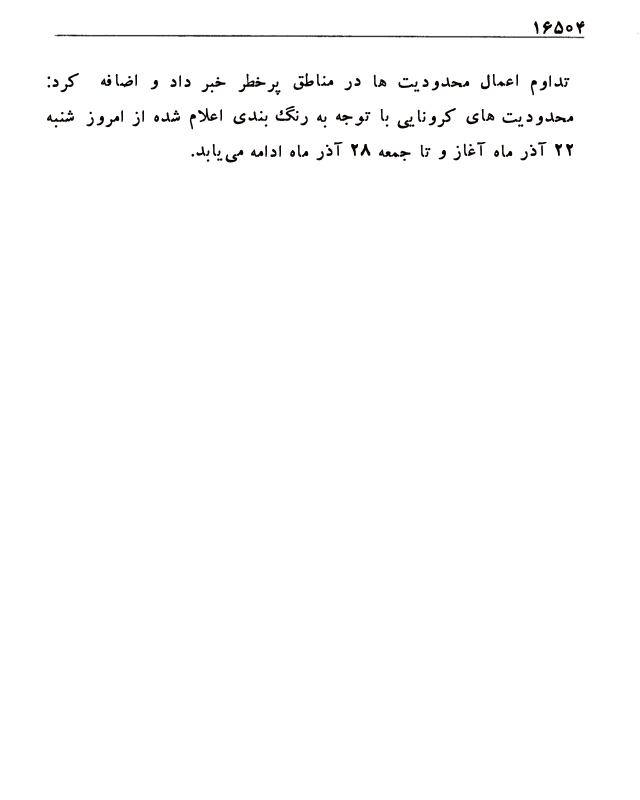 ۱۶۵۰۴
تداوم اعمال محدودیت ها در مناطق پرخطر خبر داد و اضافه کرد:
محدودیت های کرونایی با توجه به رنگ بندی اعلام شده از امروز شنبه
۲۲ آذر ماه آغاز و تا جمعه ۲۸ آذر ماه ادامه می‌یابد.